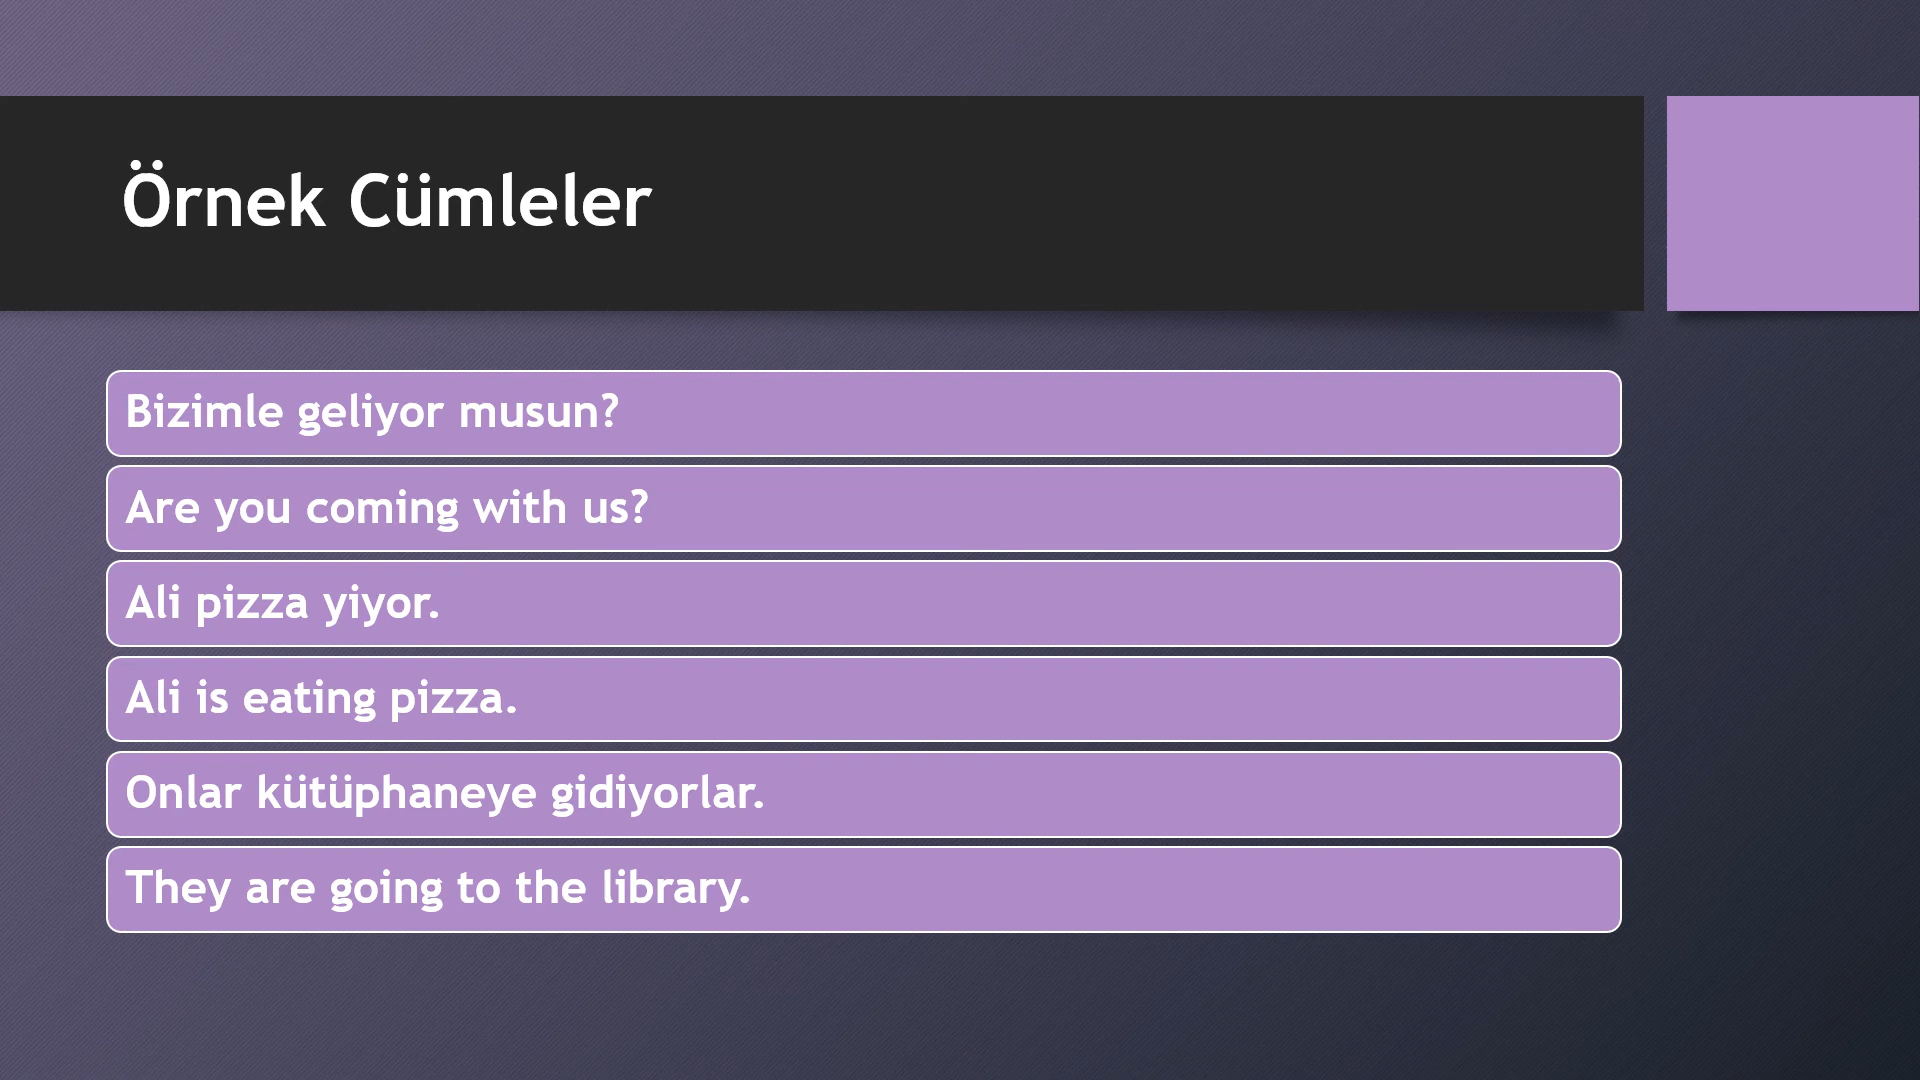 Örnek Cümleler
Bizimle geliyor musun?
Are you coming with us?
Ali pizza yiyor.
Ali is eating pizza.
Onlar kütüphaneye gidiyorlar.
They are going to the library.